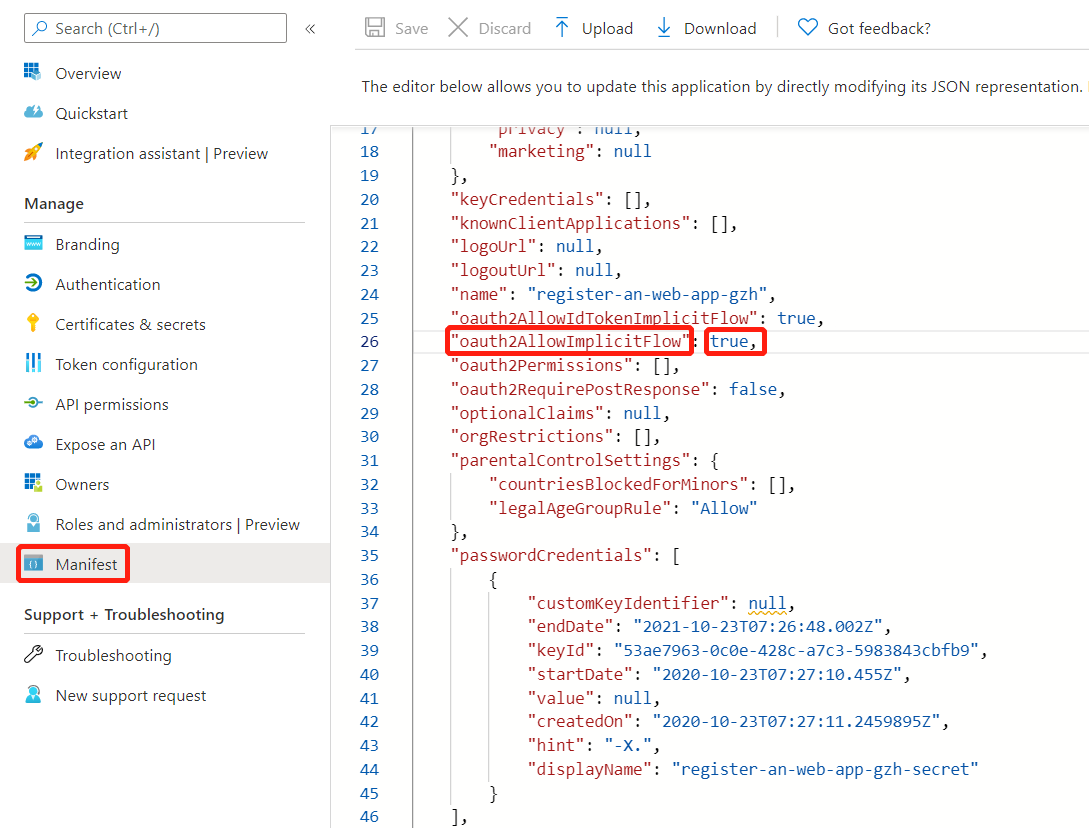 Search (Ctrl+/)
«
Save
Discard
Upload
Download
Got feedback?
Overview
Quickstart
Integration assistant | Preview
Manage
Branding
Authentication
Certificates & secrets
Token configuration
API permissions
Expose an API
Owners
Roles and administrators | Preview
Manifest
Support + Troubleshooting
Troubleshooting
New support request
The editor below allows you to update this application by directly modifying its JSON representation.
17 "privacy": null,
18 "marketing": null
19 },
20 "keyCredentials": [],
21 "knownClientApplications": [],
22 "logoUrl": null,
23 "logoutUrl": null,
24 "name": "register-an-web-app-gzh",
25 "oauth2AllowIdTokenImplicitFlow": true,
26 "oauth2AllowImplicitFlow": true,
27 "oauth2Permissions": [],
28 "oauth2RequirePostResponse": false,
29 "optionalClaims": null,
30 "orgRestrictions": [],
31 "parentalControlSettings": {
32 "countriesBlockedForMinors": [],
33 "legalAgeGroupRule": "Allow"
34 },
35 "passwordCredentials": [
36 {
37 "customKeyIdentifier": null,
38 "endDate": "2021-10-23T07:26:48.002Z",
39 "keyId": "53ae7963-0c0e-428c-a7c3-5983843cbfb9",
40 "startDate": "2020-10-23T07:27:10.455Z",
41 "value": null,
42 "createdOn": "2020-10-23T07:27:11.2459895Z",
43 "hint": "-X.",
44 "displayName": "register-an-web-app-gzh-secret"
45 }
46 ],